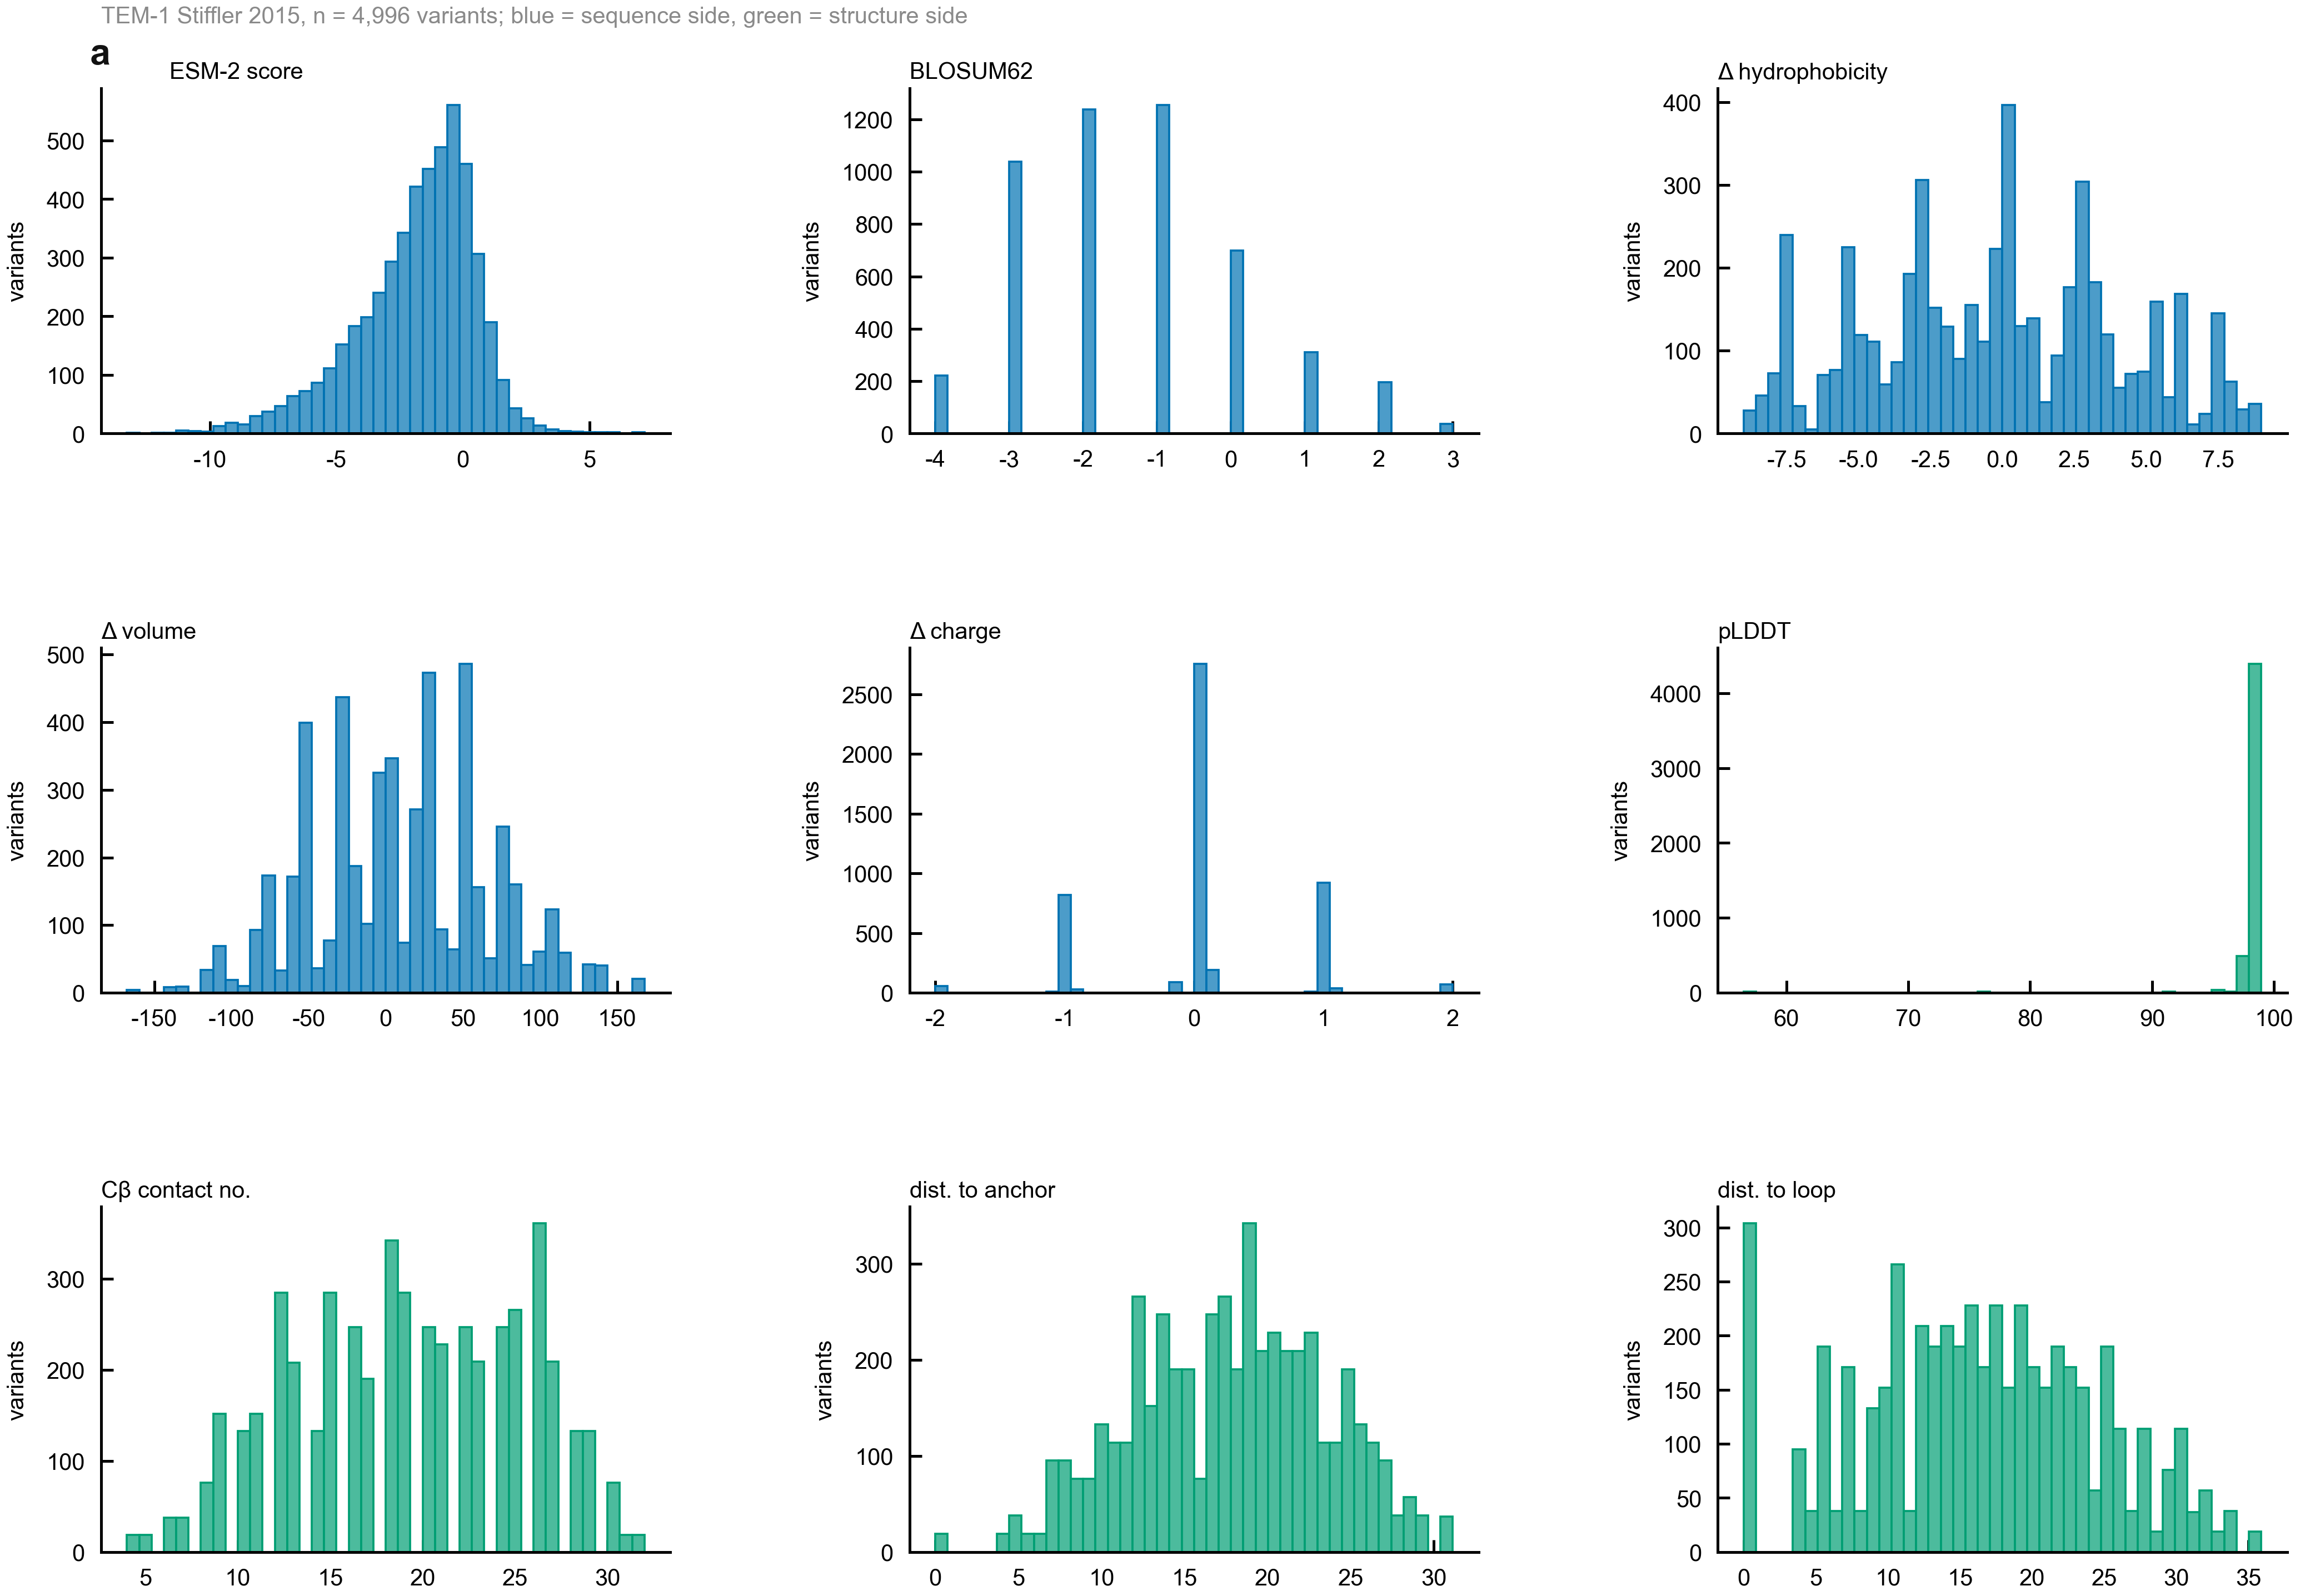 TEM-1 Stiffler 2015, n = 4,996 variants; blue = sequence side, green = structure side
a
ESM-2 score
variants
500
400
300
200
100
0
-10 -5 0 5
BLOSUM62
variants
1200
1000
800
600
400
200
0
-4 -3 -2 -1 0 1 2 3
Δ hydrophobicity
variants
400
300
200
100
0
-7.5 -5.0 -2.5 0.0 2.5 5.0 7.5
Δ volume
variants
500
400
300
200
100
0
-150 -100 -50 0 50 100 150
Δ charge
variants
2500
2000
1500
1000
500
0
-2 -1 0 1 2
pLDDT
variants
4000
3000
2000
1000
0
60 70 80 90 100
Cβ contact no.
variants
300
200
100
0
5 10 15 20 25 30
dist. to anchor
variants
300
200
100
0
0 5 10 15 20 25 30
dist. to loop
variants
300
250
200
150
100
50
0
0 5 10 15 20 25 30 35